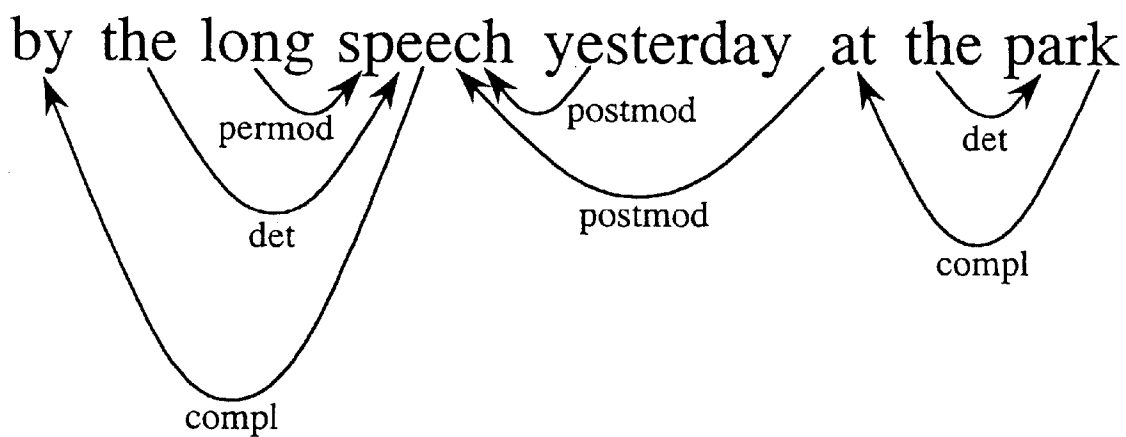 by the long speech yesterday at the park
permod
postmod
det
det
postmod
compl
compl